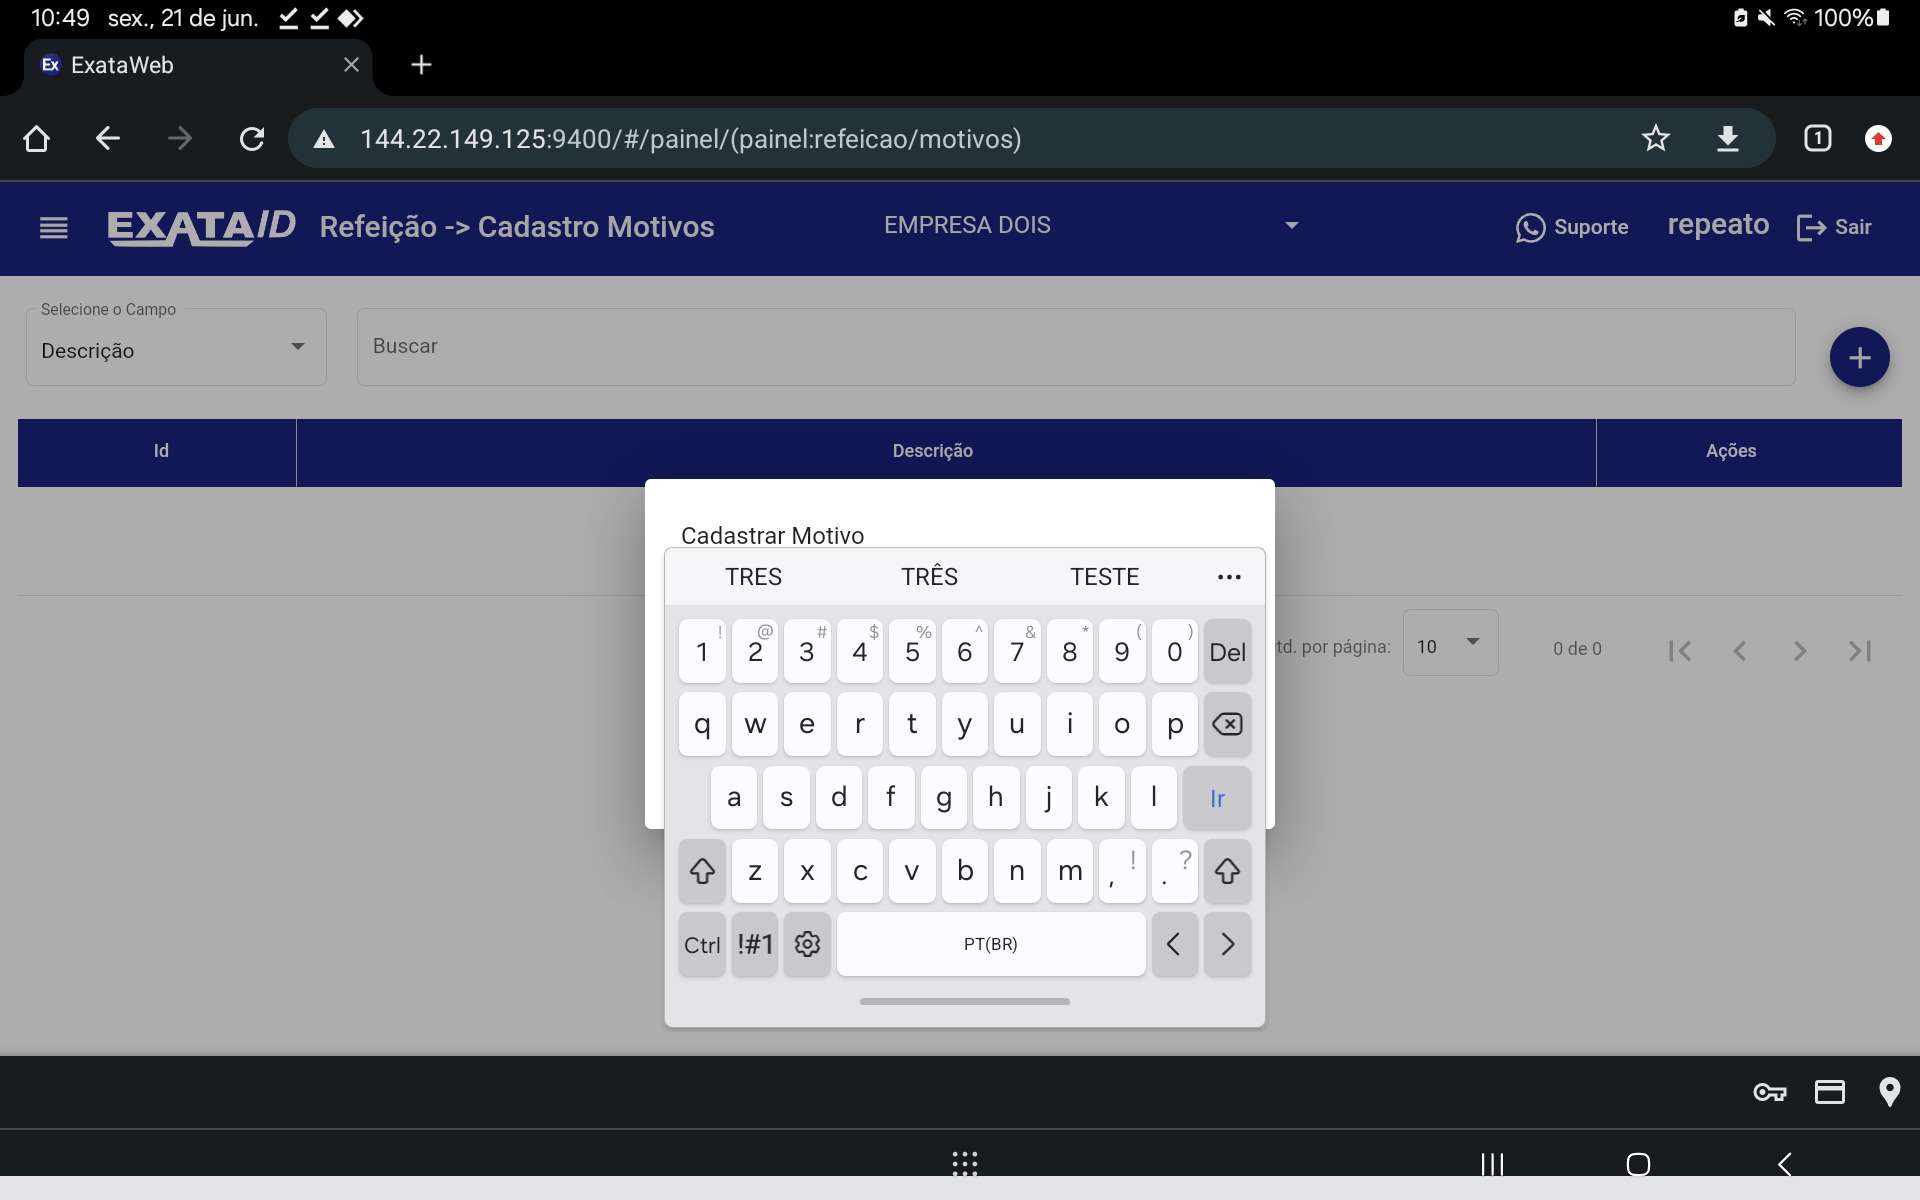 10:49 sex., 21 de jun. 100%
Ex ExataWeb
144.22.149.125:9400/#/painel/(painel:refeicao/motivos) 1
EXATAID Refeição -> Cadastro Motivos EMPRESA DOIS Suporte repeato Sair
Selecione o Campo
Descrição Buscar +
Id Descrição Ações
Cadastrar Motivo
TRES TRÊS TESTE ...
! @ # $ % ^ & * ( )
1 2 3 4 5 6 7 8 9 0 Del
td. por página: 10 0 de 0
q w e r t y u i o p
a s d f g h j k l Ir
z x c v b n m , ! . ?
Ctrl !#1 PT(BR) < >